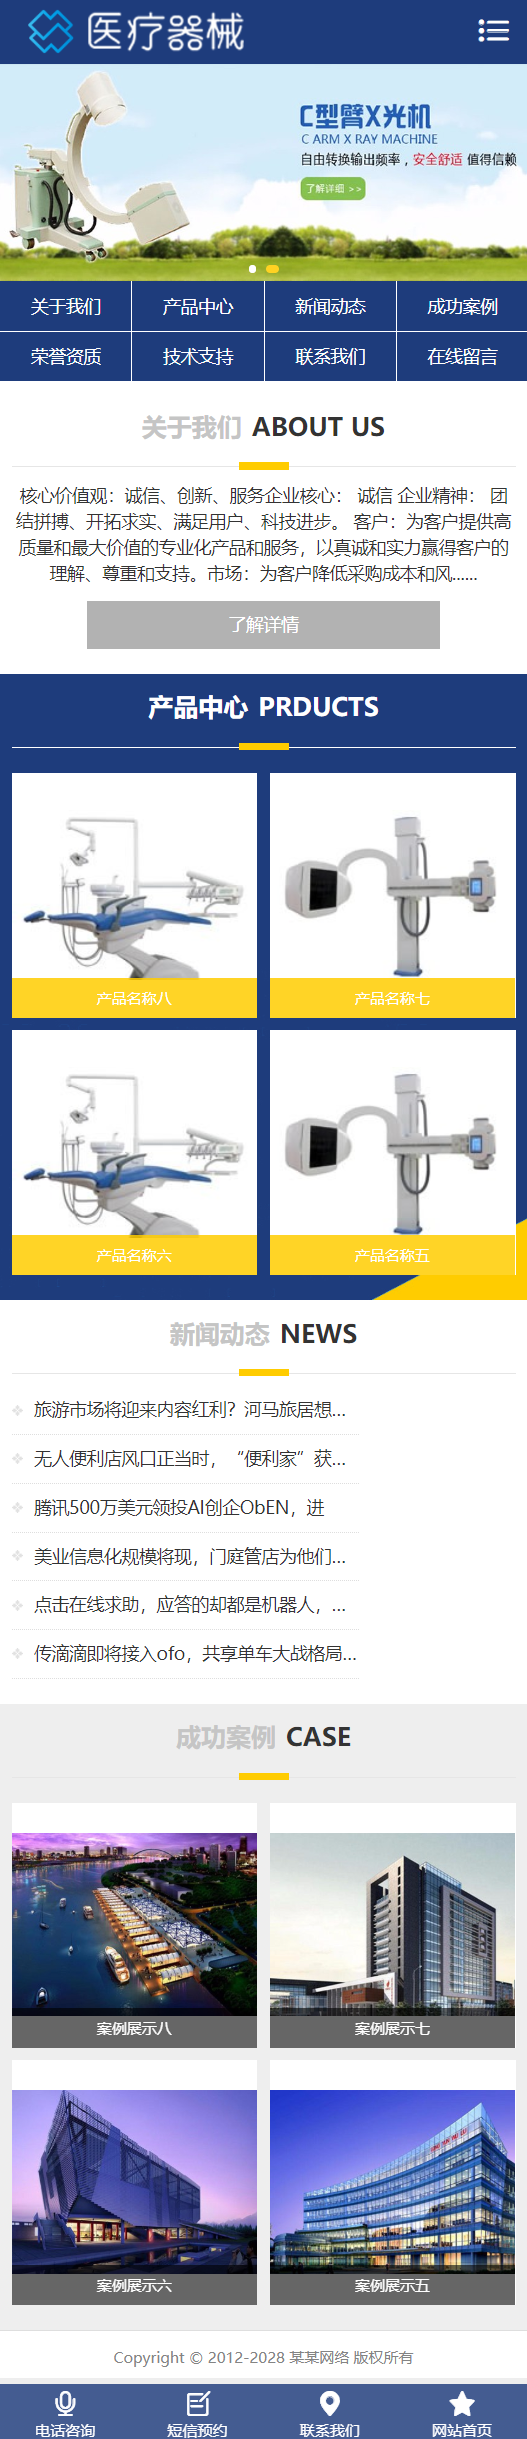 医疗器械
C型臂X光机
C ARM X RAY MACHINE
自由转换输出频率，安全舒适 值得信赖
了解详细 >>
关于我们 产品中心 新闻动态 成功案例
荣誉资质 技术支持 联系我们 在线留言
关于我们 ABOUT US
核心价值观：诚信、创新、服务企业核心： 诚信 企业精神： 团
结拼搏、开拓求实、满足用户、科技进步。 客户：为客户提供高
质量和最大价值的专业化产品和服务，以真诚和实力赢得客户的
理解、尊重和支持。市场：为客户降低采购成本和风......
了解详情
产品中心 PRDUCTS
产品名称八 产品名称七
产品名称六 产品名称五
新闻动态 NEWS
旅游市场将迎来内容红利？河马旅居想...
无人便利店风口正当时，“便利家”获...
腾讯500万美元领投AI创企ObEN，进
美业信息化规模将现，门庭管店为他们...
点击在线求助，应答的却都是机器人，...
传滴滴即将接入ofo，共享单车大战格局...
成功案例 CASE
案例展示八 案例展示七
案例展示六 案例展示五
Copyright © 2012-2028 某某网络 版权所有
电话咨询 短信预约 联系我们 网站首页